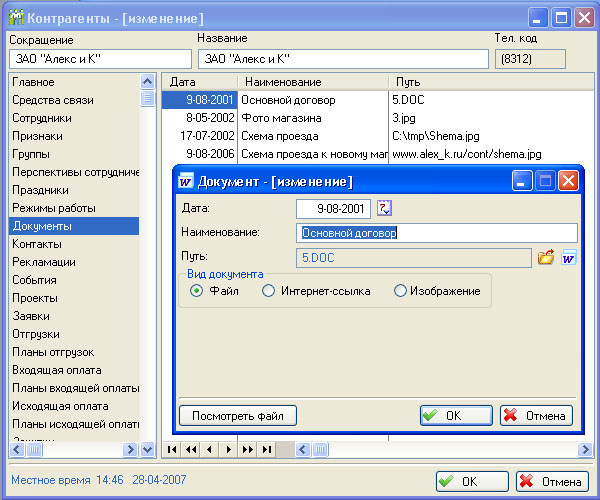 Контрагенты - [изменение]
Сокращение Название Тел. код
ЗАО "Алекс и К" ЗАО "Алекс и К" (8312)
Главное
Средства связи
Сотрудники
Признаки
Группы
Перспективы сотрудниче
Праздники
Режимы работы
Документы
Контакты
Рекламации
События
Проекты
Заявки
Отгрузки
Планы отгрузок
Входящая оплата
Планы входящей оплаты
Исходящая оплата
Планы исходящей оплаты
Дата Наименование Путь
9-08-2001 Основной договор 5.DOC
8-05-2002 Фото магазина 3.jpg
17-07-2002 Схема проезда C:\tmp\Shema.jpg
9-08-2006 Схема проезда к новому маг www.alex_k.ru/cont/shema.jpg
Документ - [изменение]
Дата: 9-08-2001
Наименование: Основной договор
Путь: 5.DOC
Вид документа
Файл Интернет-ссылка Изображение
Посмотреть файл OK Отмена
Местное время 14:46 28-04-2007 OK Отмена